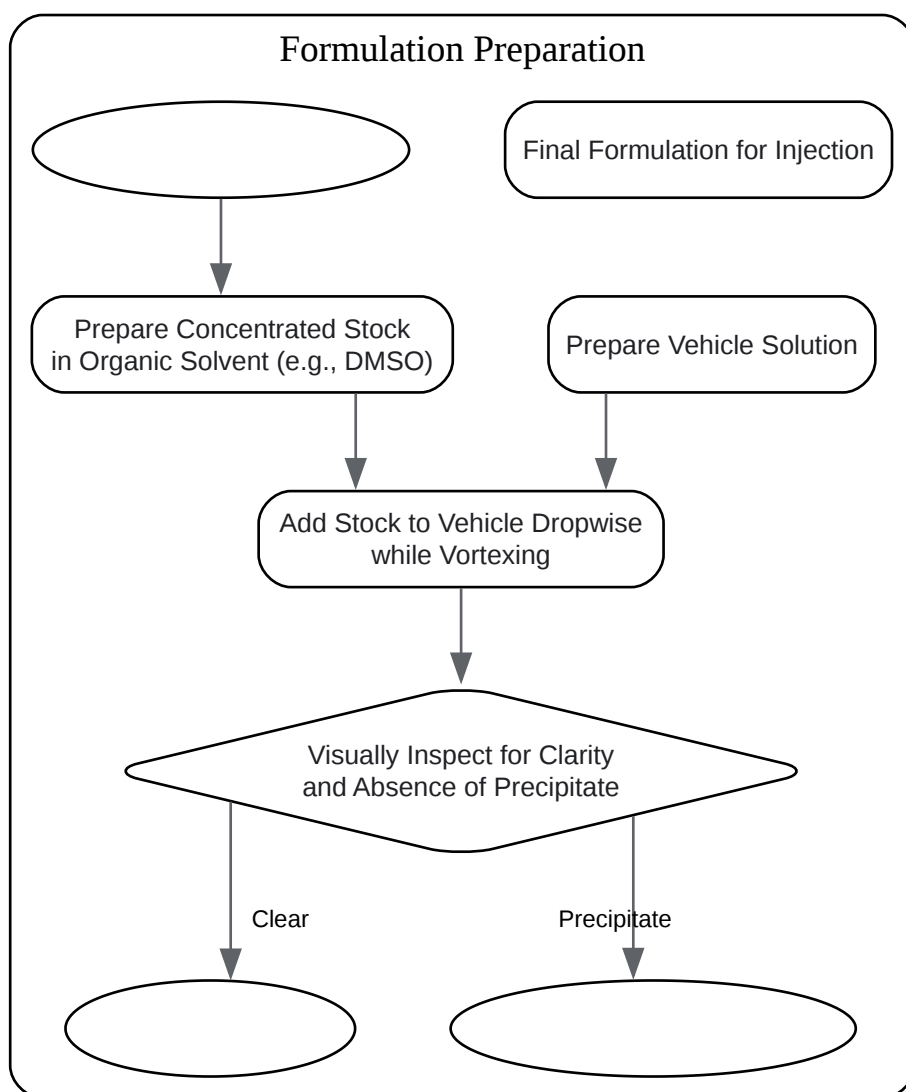 Formulation Preparation
Final Formulation for Injection
Prepare Concentrated Stock
in Organic Solvent (e.g., DMSO)
Prepare Vehicle Solution
Add Stock to Vehicle Dropwise
while Vortexing
Visually Inspect for Clarity
and Absence of Precipitate
Clear
Precipitate